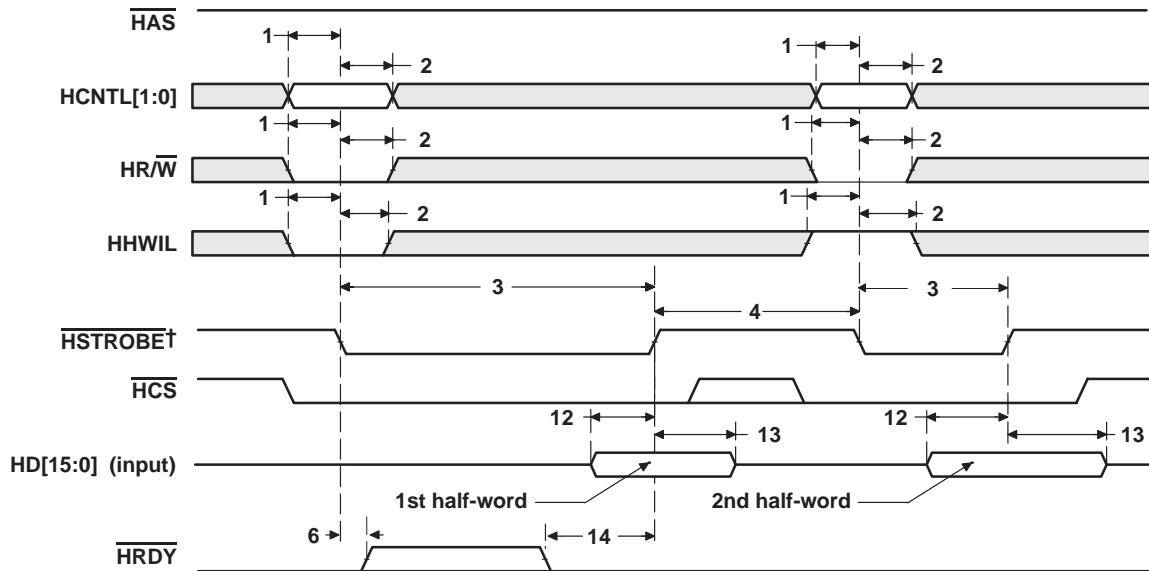 HAS
1
2
HCNTL[1:0]
1
1
2
1
2
HR/W
1
2
1
2
HHWIL
1
2
3
4
3
HSTROBE†
HCS
12
13
12
13
HD[15:0] (input)
1st half-word
2nd half-word
6
14
HRDY